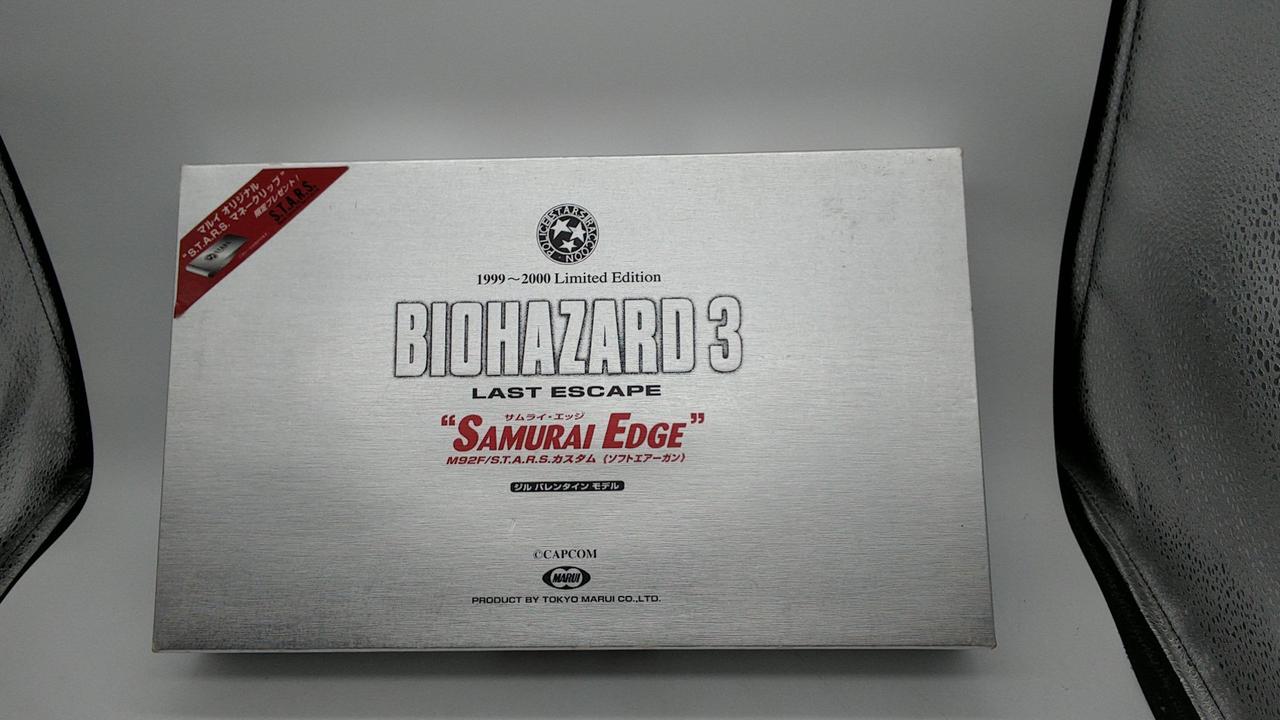 マルイ オリジナル
"S.T.A.R.S. マネークリップ"
限定プレゼント!
S.T.A.R.S.
STARS RACCOON POLICE
1999～2000 Limited Edition
BIOHAZARD 3
LAST ESCAPE
サムライ・エッジ
"SAMURAI EDGE"
M92F/S.T.A.R.S.カスタム (ソフトエアーガン)
ジル バレンタイン モデル
©CAPCOM
MARUI
PRODUCT BY TOKYO MARUI CO.,LTD.